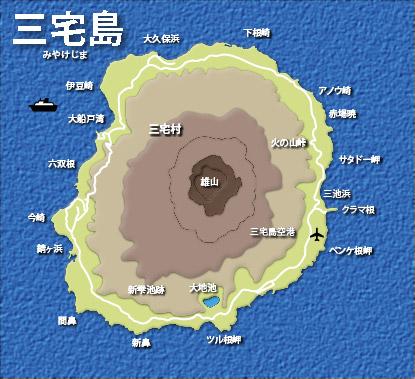 三宅島
みやけじま
大久保浜
下根崎
伊豆崎
アノウ崎
大船戸湾
赤場暁
三宅村
火の山峠
六双根
サタドー岬
雄山
三池浜
クラマ根
今崎
三宅島空港
錆ヶ浜
ベンケ根岬
新澪池跡
大地池
間鼻
新鼻
ツル根岬